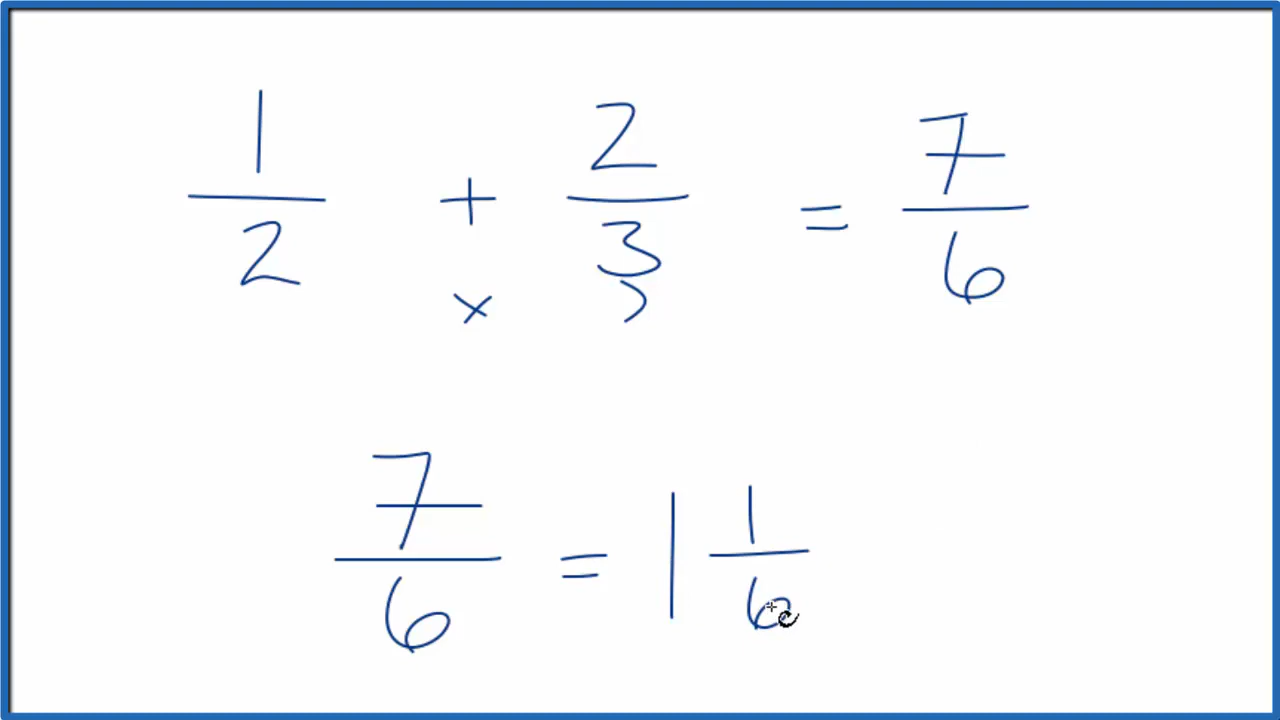 1/2 + 2/3 = 7/6
×
7/6 = 1 1/6